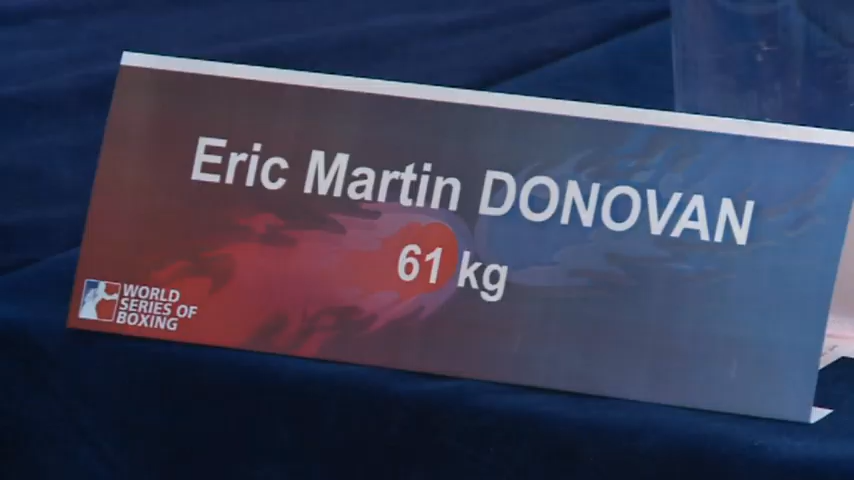 Eric Martin DONOVAN
61 kg
WORLD
SERIES OF
BOXING